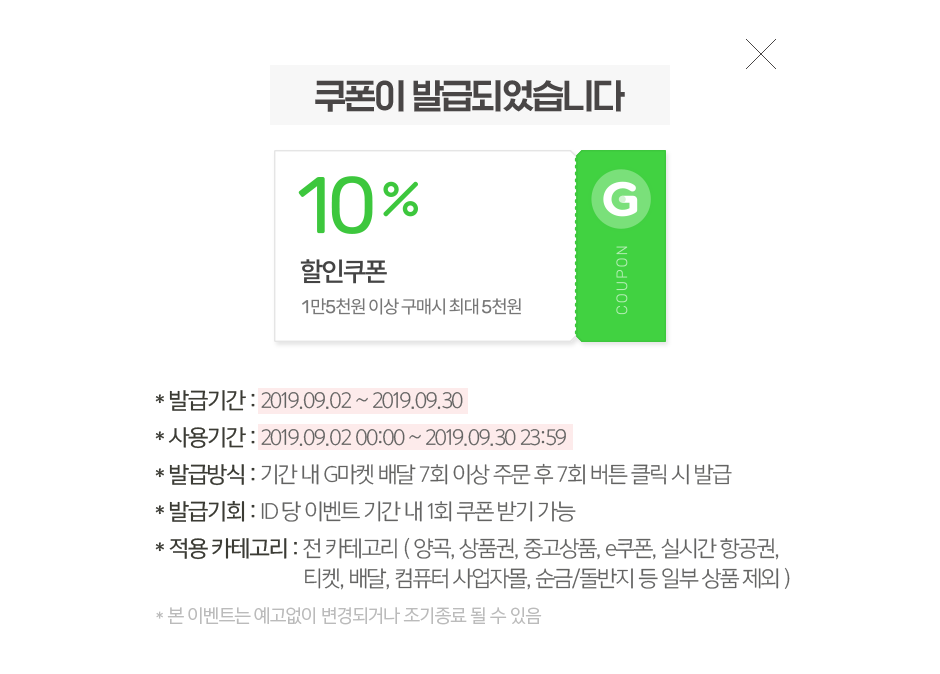 쿠폰이 발급되었습니다
10%
할인쿠폰
1만5천원 이상 구매시 최대 5천원
G
COUPON
* 발급기간 : 2019.09.02 ~ 2019.09.30
* 사용기간 : 2019.09.02 00:00 ~ 2019.09.30 23:59
* 발급방식 : 기간 내 G마켓 배달 7회 이상 주문 후 7회 버튼 클릭 시 발급
* 발급기회 : ID 당 이벤트 기간 내 1회 쿠폰 받기 가능
* 적용 카테고리 : 전 카테고리 ( 양곡, 상품권, 중고상품, e쿠폰, 실시간 항공권,
티켓, 배달, 컴퓨터 사업자몰, 순금/돌반지 등 일부 상품 제외 )
* 본 이벤트는 예고없이 변경되거나 조기종료 될 수 있음